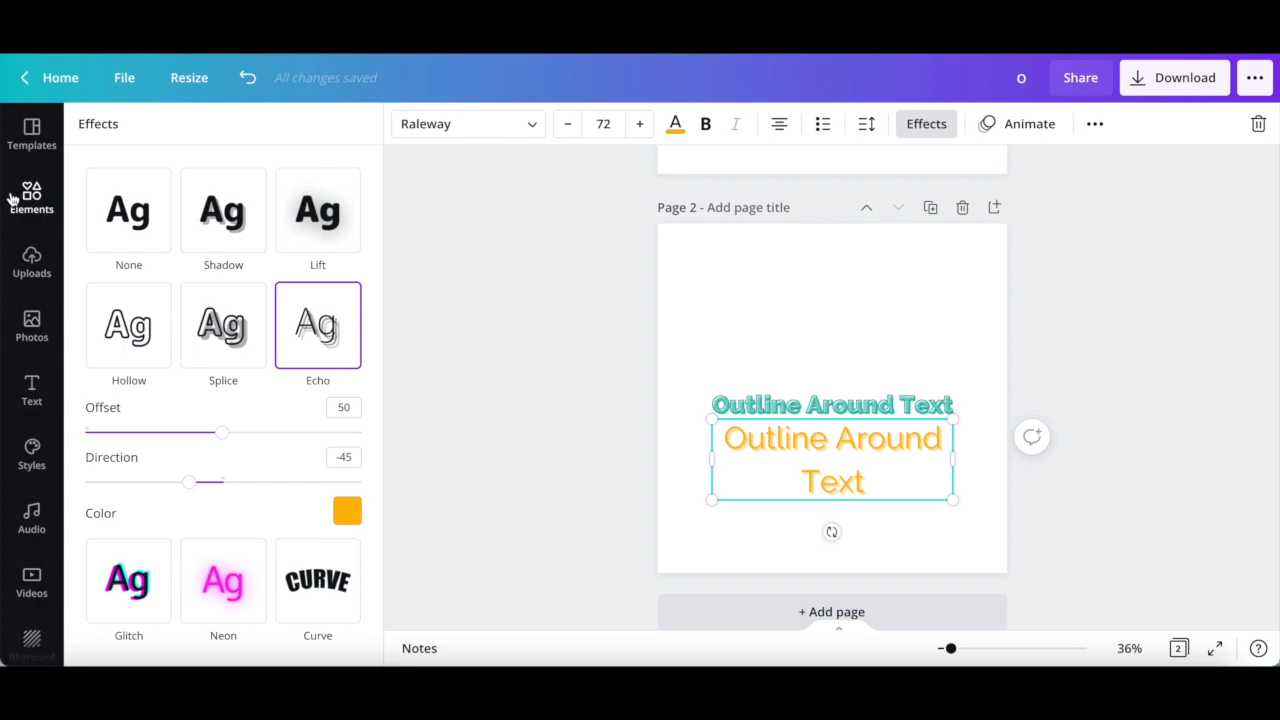 Home File Resize All changes saved O Share Download
Templates
Elements
Uploads
Photos
Text
Styles
Audio
Videos
Effects
Raleway – 72 + A B I Effects Animate
Ag Ag Ag
None Shadow Lift
Ag Ag Ag
Hollow Splice Echo
Offset 50
Direction -45
Color
Ag Ag CURVE
Glitch Neon Curve
Page 2 - Add page title
Outline Around Text
Outline Around
Text
+ Add page
Notes 36% 2 ?